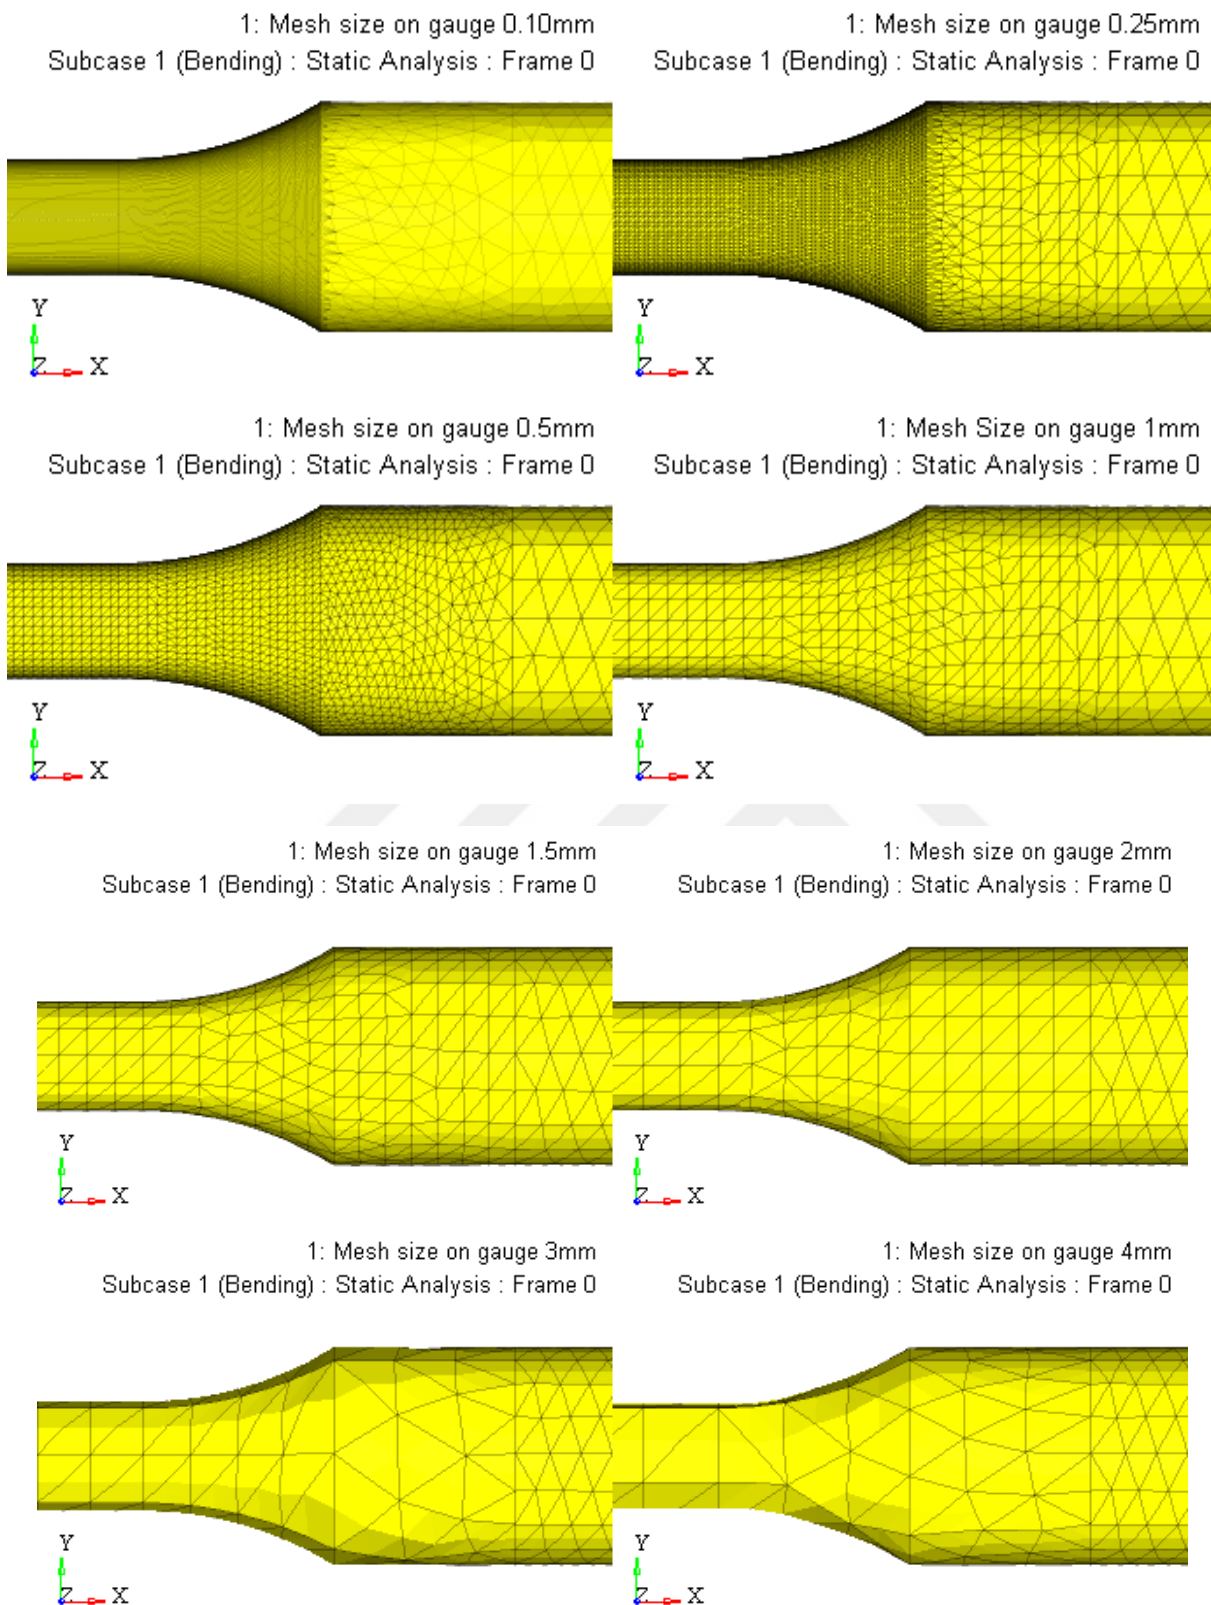 1: Mesh size on gauge 0.10mm
Subcase 1 (Bending) : Static Analysis : Frame 0
Y
Z X
1: Mesh size on gauge 0.25mm
Subcase 1 (Bending) : Static Analysis : Frame 0
Y
Z X
1: Mesh size on gauge 0.5mm
Subcase 1 (Bending) : Static Analysis : Frame 0
Y
Z X
1: Mesh Size on gauge 1mm
Subcase 1 (Bending) : Static Analysis : Frame 0
Y
Z X
1: Mesh size on gauge 1.5mm
Subcase 1 (Bending) : Static Analysis : Frame 0
Y
Z X
1: Mesh size on gauge 2mm
Subcase 1 (Bending) : Static Analysis : Frame 0
Y
Z X
1: Mesh size on gauge 3mm
Subcase 1 (Bending) : Static Analysis : Frame 0
Y
Z X
1: Mesh size on gauge 4mm
Subcase 1 (Bending) : Static Analysis : Frame 0
Y
Z X